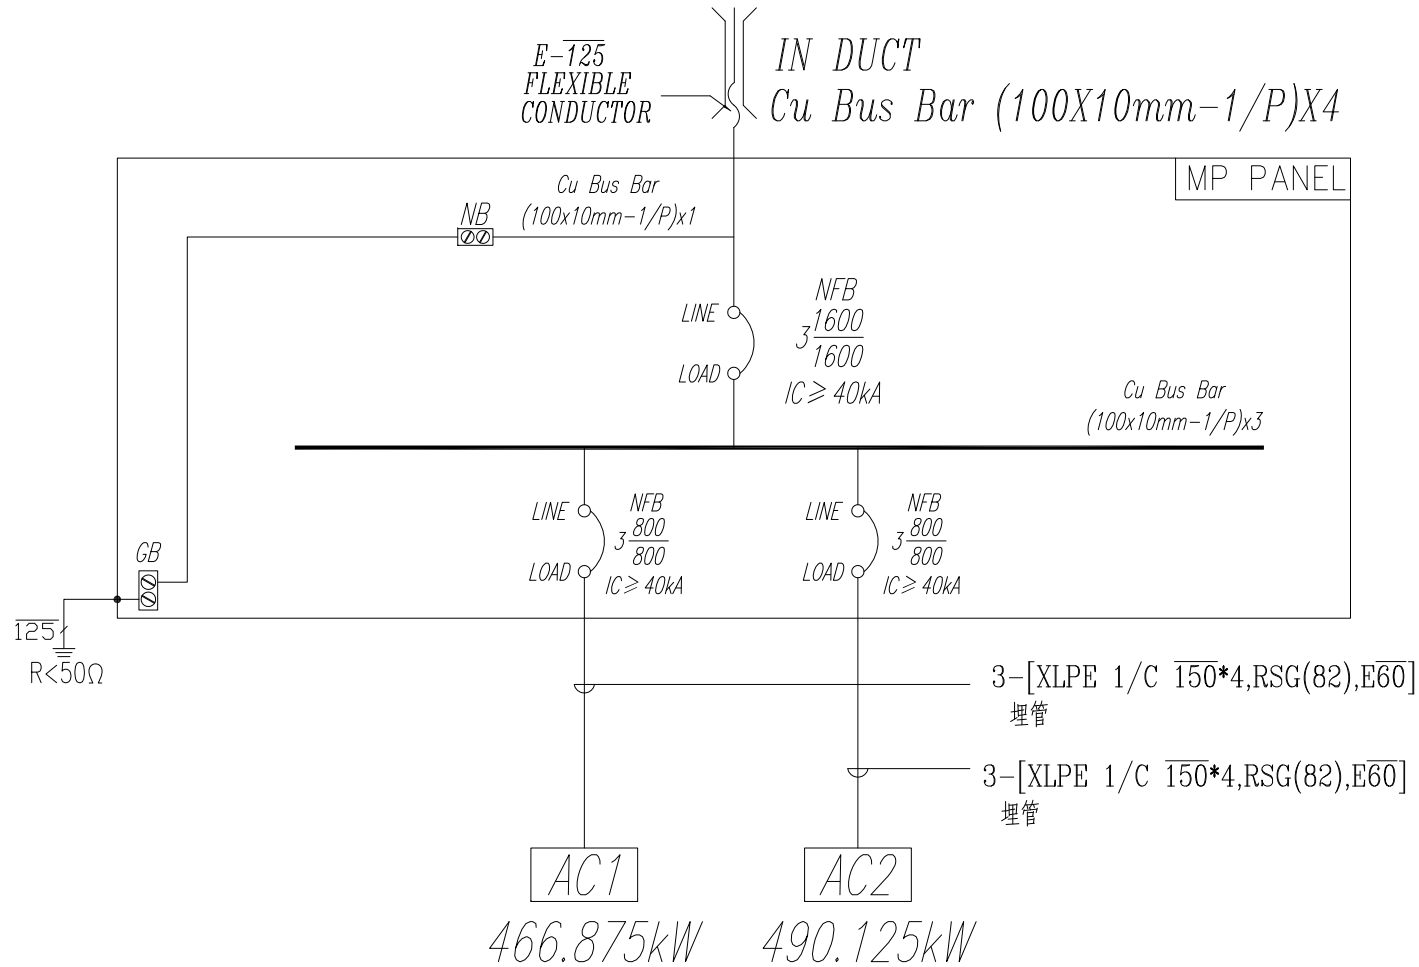 E-125
FLEXIBLE
CONDUCTOR
IN DUCT
Cu Bus Bar (100X10mm-1/P)X4
MP PANEL
Cu Bus Bar
(100x10mm-1/P)x1
NB
NFB
LINE
3 1600
1600
LOAD
IC≥40kA
Cu Bus Bar
(100x10mm-1/P)x3
NFB
LINE
3 800
800
LOAD
IC≥40kA
NFB
LINE
3 800
800
LOAD
IC≥40kA
GB
125
R<50Ω
3-[XLPE 1/C 150*4,RSG(82),E60]
埋管
3-[XLPE 1/C 150*4,RSG(82),E60]
埋管
AC1
466.875kW
AC2
490.125kW